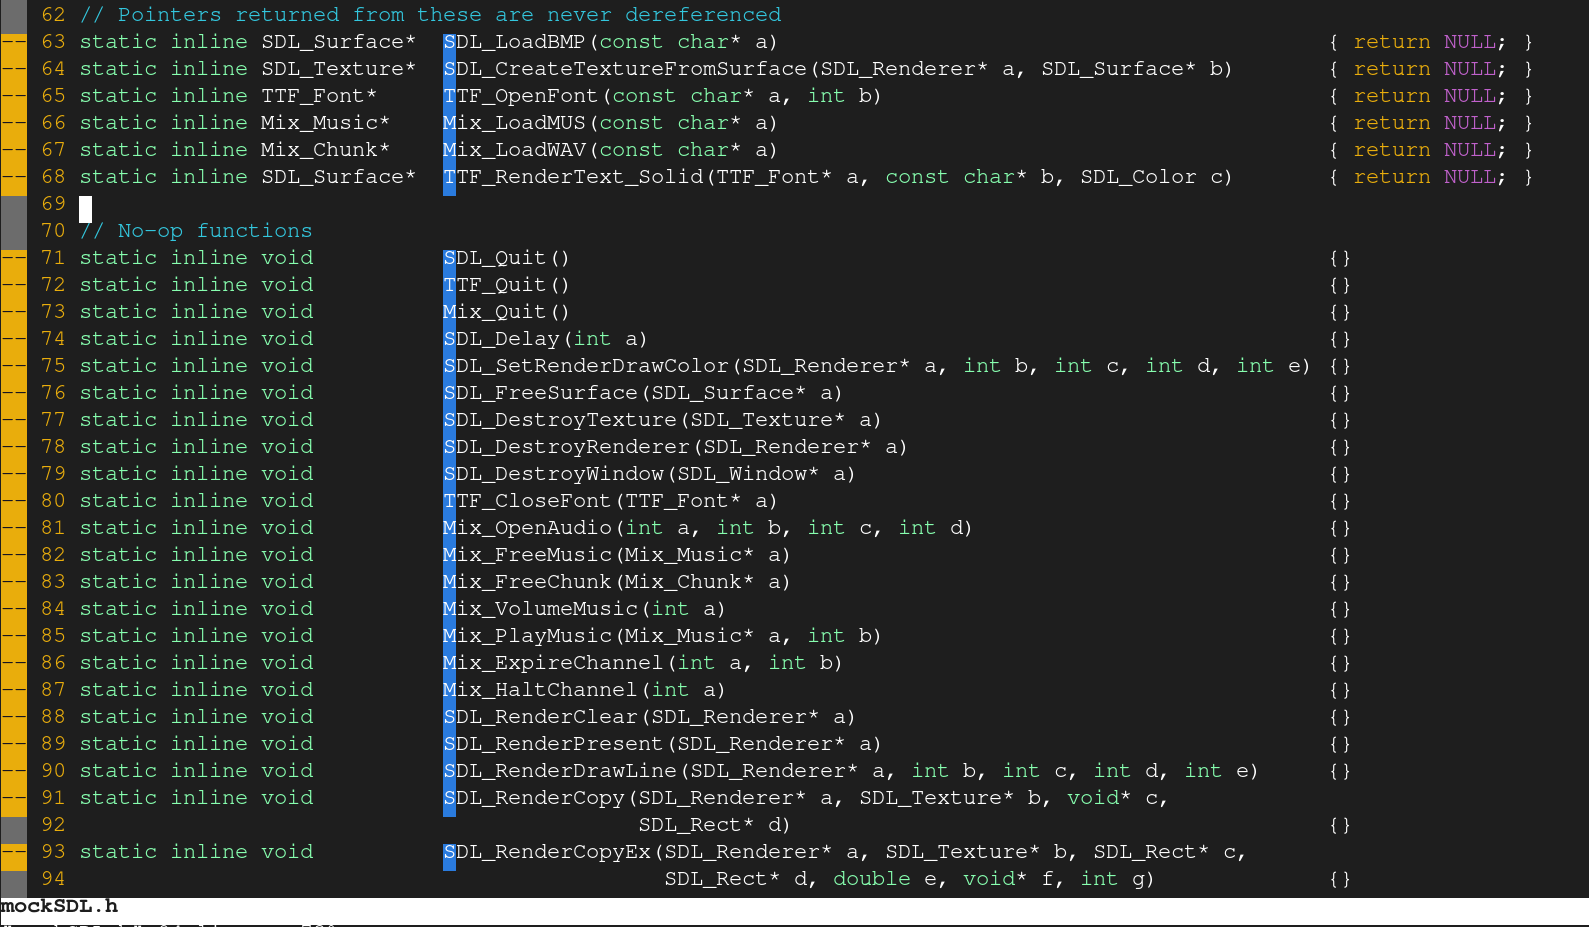 62 // Pointers returned from these are never dereferenced
-- 63 static inline SDL_Surface*  SDL_LoadBMP(const char* a)                                          { return NULL; }
-- 64 static inline SDL_Texture*  SDL_CreateTextureFromSurface(SDL_Renderer* a, SDL_Surface* b)       { return NULL; }
-- 65 static inline TTF_Font*     TTF_OpenFont(const char* a, int b)                                  { return NULL; }
-- 66 static inline Mix_Music*    Mix_LoadMUS(const char* a)                                          { return NULL; }
-- 67 static inline Mix_Chunk*    Mix_LoadWAV(const char* a)                                          { return NULL; }
-- 68 static inline SDL_Surface*  TTF_RenderText_Solid(TTF_Font* a, const char* b, SDL_Color c)       { return NULL; }
69
70 // No-op functions
-- 71 static inline void          SDL_Quit()                                                          {}
-- 72 static inline void          TTF_Quit()                                                          {}
-- 73 static inline void          Mix_Quit()                                                          {}
-- 74 static inline void          SDL_Delay(int a)                                                    {}
-- 75 static inline void          SDL_SetRenderDrawColor(SDL_Renderer* a, int b, int c, int d, int e) {}
-- 76 static inline void          SDL_FreeSurface(SDL_Surface* a)                                     {}
-- 77 static inline void          SDL_DestroyTexture(SDL_Texture* a)                                  {}
-- 78 static inline void          SDL_DestroyRenderer(SDL_Renderer* a)                                {}
-- 79 static inline void          SDL_DestroyWindow(SDL_Window* a)                                    {}
-- 80 static inline void          TTF_CloseFont(TTF_Font* a)                                          {}
-- 81 static inline void          Mix_OpenAudio(int a, int b, int c, int d)                           {}
-- 82 static inline void          Mix_FreeMusic(Mix_Music* a)                                         {}
-- 83 static inline void          Mix_FreeChunk(Mix_Chunk* a)                                         {}
-- 84 static inline void          Mix_VolumeMusic(int a)                                              {}
-- 85 static inline void          Mix_PlayMusic(Mix_Music* a, int b)                                  {}
-- 86 static inline void          Mix_ExpireChannel(int a, int b)                                     {}
-- 87 static inline void          Mix_HaltChannel(int a)                                              {}
-- 88 static inline void          SDL_RenderClear(SDL_Renderer* a)                                    {}
-- 89 static inline void          SDL_RenderPresent(SDL_Renderer* a)                                  {}
-- 90 static inline void          SDL_RenderDrawLine(SDL_Renderer* a, int b, int c, int d, int e)     {}
-- 91 static inline void          SDL_RenderCopy(SDL_Renderer* a, SDL_Texture* b, void* c,
92                                            SDL_Rect* d)                                         {}
-- 93 static inline void          SDL_RenderCopyEx(SDL_Renderer* a, SDL_Texture* b, SDL_Rect* c,
94                                              SDL_Rect* d, double e, void* f, int g)             {}
mockSDL.h